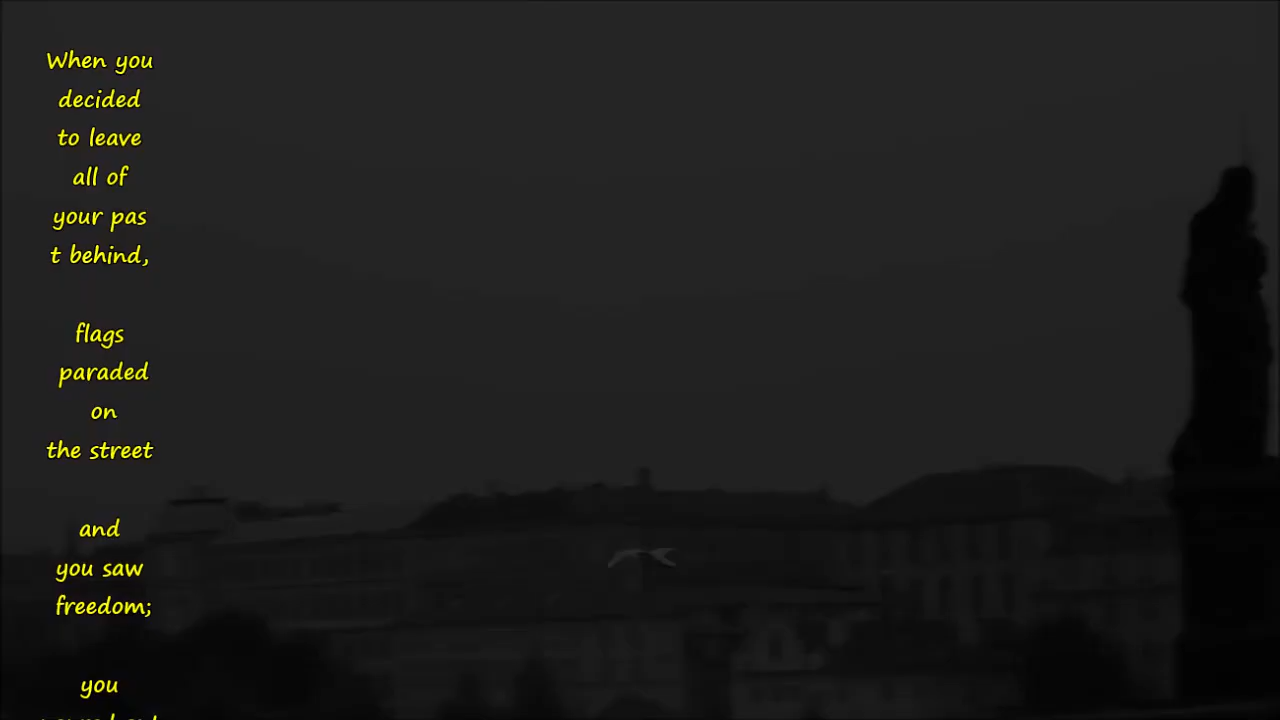 When you
decided
to leave
all of
your pas
t behind,
flags
paraded
on
the street
and
you saw
freedom;
you